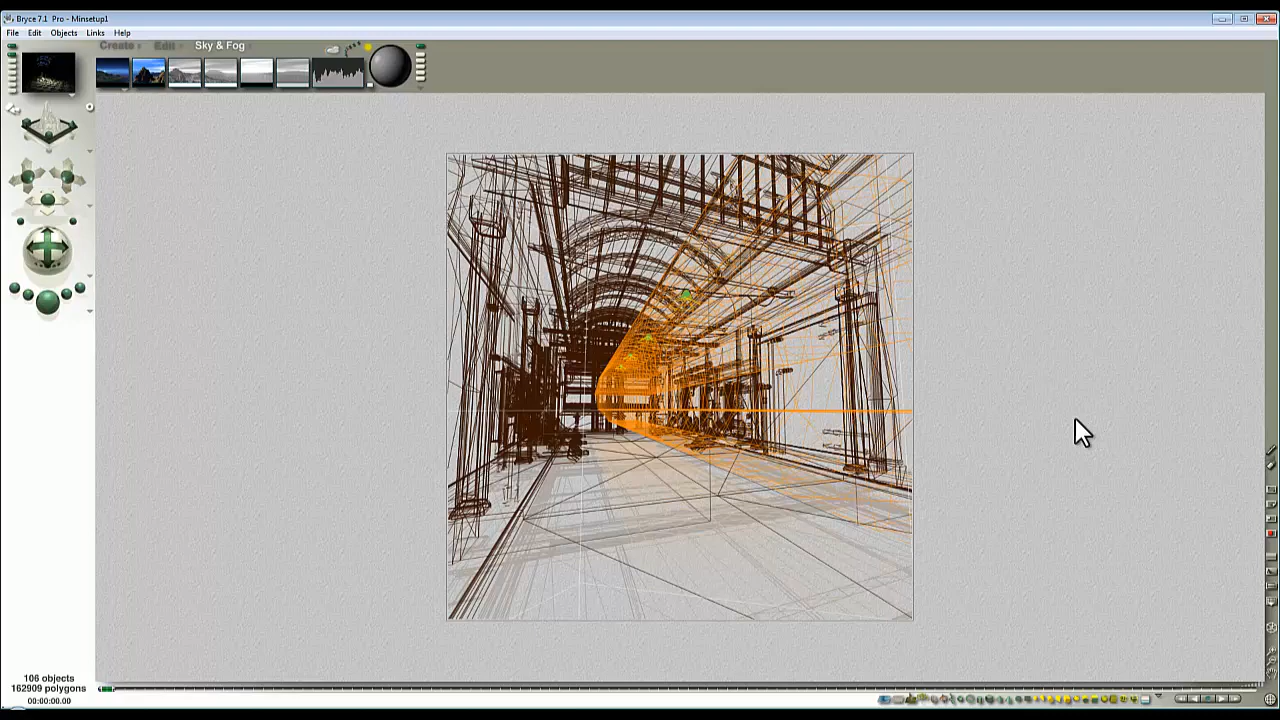 Bryce 7.1 Pro - Minsetup1
File Edit Objects Links Help
Create Edit Sky & Fog
106 objects
162909 polygons
00:00:00.00